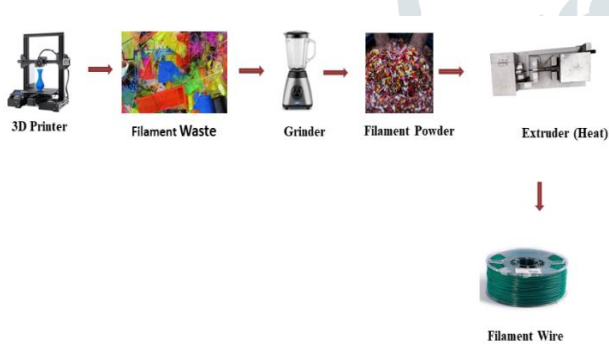 3D Printer
Filament Waste
Grinder
Filament Powder
Extruder (Heat)
Filament Wire